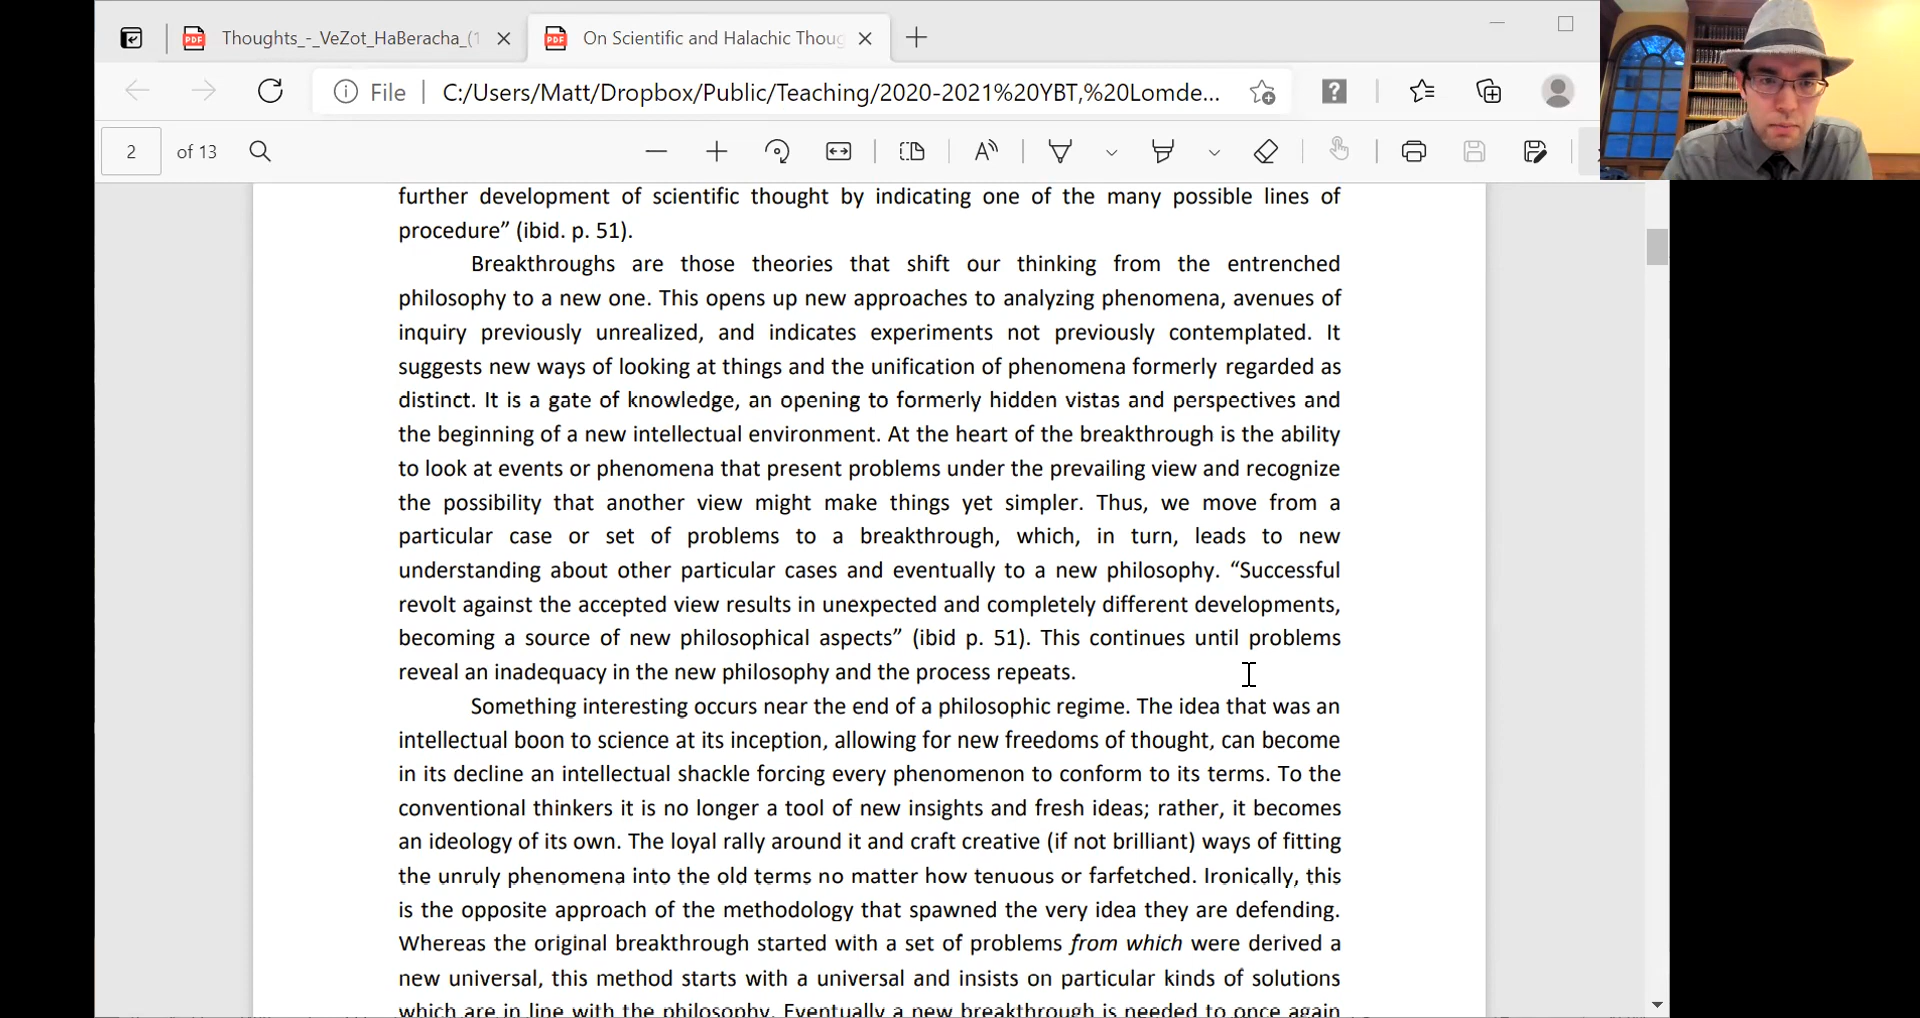 Thoughts_-_VeZot_HaBeracha_(1
On Scientific and Halachic Thoug
File
C:/Users/Matt/Dropbox/Public/Teaching/2020-2021%20YBT,%20Lomde...
2 of 13
further development of scientific thought by indicating one of the many possible lines of
procedure” (ibid. p. 51).
Breakthroughs are those theories that shift our thinking from the entrenched
philosophy to a new one. This opens up new approaches to analyzing phenomena, avenues of
inquiry previously unrealized, and indicates experiments not previously contemplated. It
suggests new ways of looking at things and the unification of phenomena formerly regarded as
distinct. It is a gate of knowledge, an opening to formerly hidden vistas and perspectives and
the beginning of a new intellectual environment. At the heart of the breakthrough is the ability
to look at events or phenomena that present problems under the prevailing view and recognize
the possibility that another view might make things yet simpler. Thus, we move from a
particular case or set of problems to a breakthrough, which, in turn, leads to new
understanding about other particular cases and eventually to a new philosophy. “Successful
revolt against the accepted view results in unexpected and completely different developments,
becoming a source of new philosophical aspects” (ibid p. 51). This continues until problems
reveal an inadequacy in the new philosophy and the process repeats.
Something interesting occurs near the end of a philosophic regime. The idea that was an
intellectual boon to science at its inception, allowing for new freedoms of thought, can become
in its decline an intellectual shackle forcing every phenomenon to conform to its terms. To the
conventional thinkers it is no longer a tool of new insights and fresh ideas; rather, it becomes
an ideology of its own. The loyal rally around it and craft creative (if not brilliant) ways of fitting
the unruly phenomena into the old terms no matter how tenuous or farfetched. Ironically, this
is the opposite approach of the methodology that spawned the very idea they are defending.
Whereas the original breakthrough started with a set of problems from which were derived a
new universal, this method starts with a universal and insists on particular kinds of solutions
which are in line with the philosophy. Eventually a new breakthrough is needed to once again